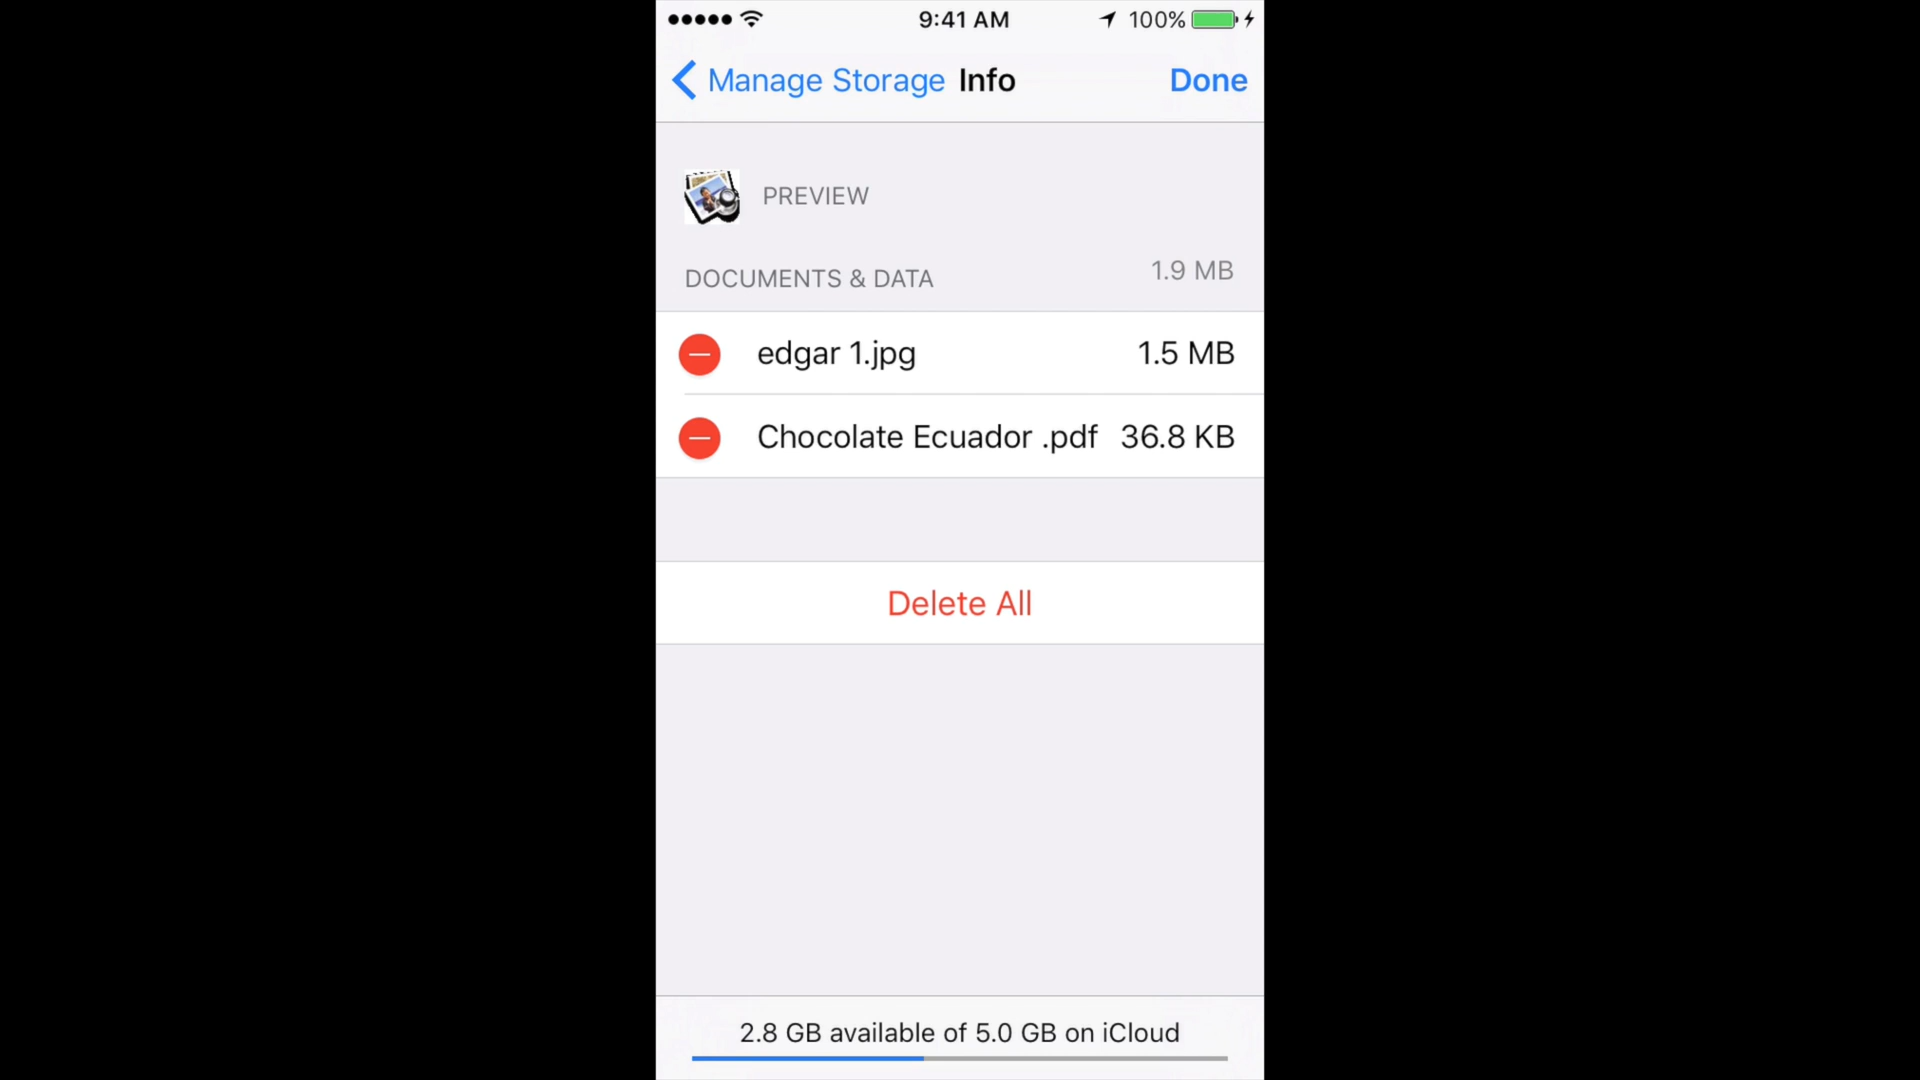 9:41 AM 100%
Manage Storage Info Done
PREVIEW
DOCUMENTS & DATA 1.9 MB
edgar 1.jpg 1.5 MB
Chocolate Ecuador .pdf 36.8 KB
Delete All
2.8 GB available of 5.0 GB on iCloud